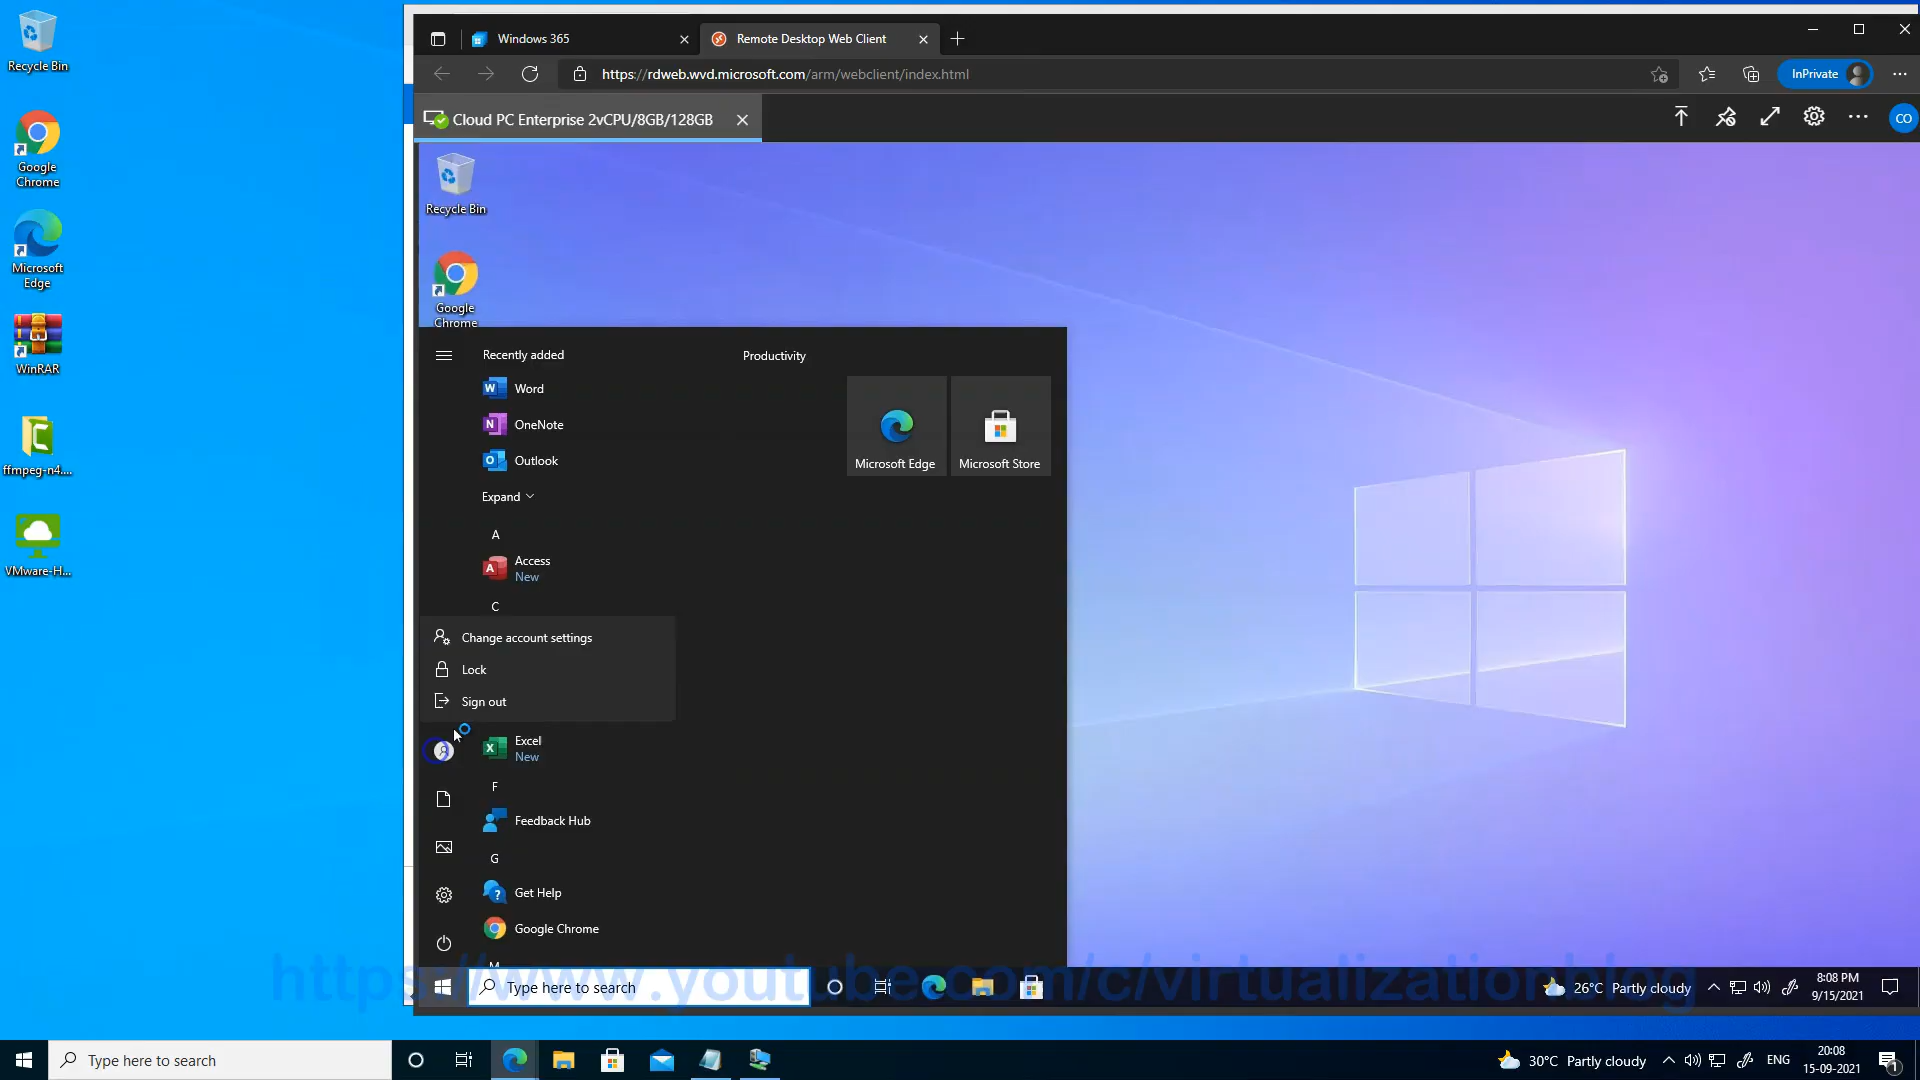 Recycle Bin
Google
Chrome
Microsoft
Edge
WinRAR
ffmpeg-n4....
VMware-H...
Windows 365
Remote Desktop Web Client
https://rdweb.wvd.microsoft.com/arm/webclient/index.html
InPrivate
Cloud PC Enterprise 2vCPU/8GB/128GB
CO
Recycle Bin
Google
Chrome
Recently added
Word
OneNote
Outlook
Expand
A
Access
New
C
Change account settings
Lock
Sign out
Excel
New
F
Feedback Hub
G
Get Help
Google Chrome
M
Productivity
Microsoft Edge
Microsoft Store
https://www.youtube.com/c/virtualizationblog
Type here to search
26°C Partly cloudy
8:08 PM
9/15/2021
Type here to search
30°C Partly cloudy
ENG
20:08
15-09-2021
1